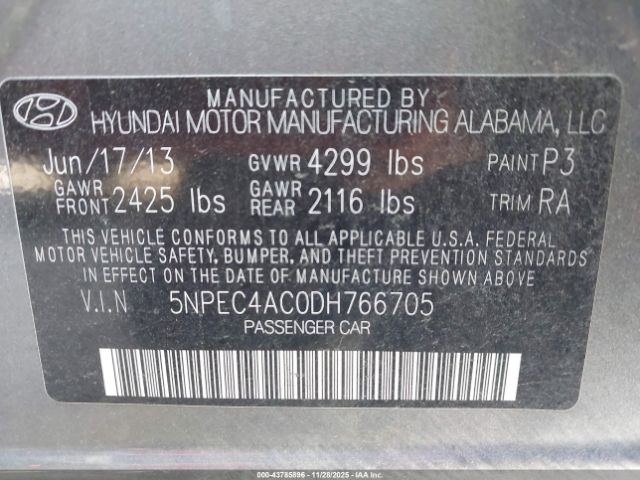 MANUFACTURED BY
HYUNDAI MOTOR MANUFACTURING ALABAMA, LLC
Jun/17/13 GVWR 4299 lbs PAINT P3
GAWR FRONT 2425 lbs GAWR REAR 2116 lbs TRIM RA
THIS VEHICLE CONFORMS TO ALL APPLICABLE U.S.A. FEDERAL
MOTOR VEHICLE SAFETY, BUMPER, AND THEFT PREVENTION STANDARDS
IN EFFECT ON THE DATE OF MANUFACTURE SHOWN ABOVE
V.I.N 5NPEC4AC0DH766705
PASSENGER CAR
000-43785896 | 11/28/2025 | IAAI.COM